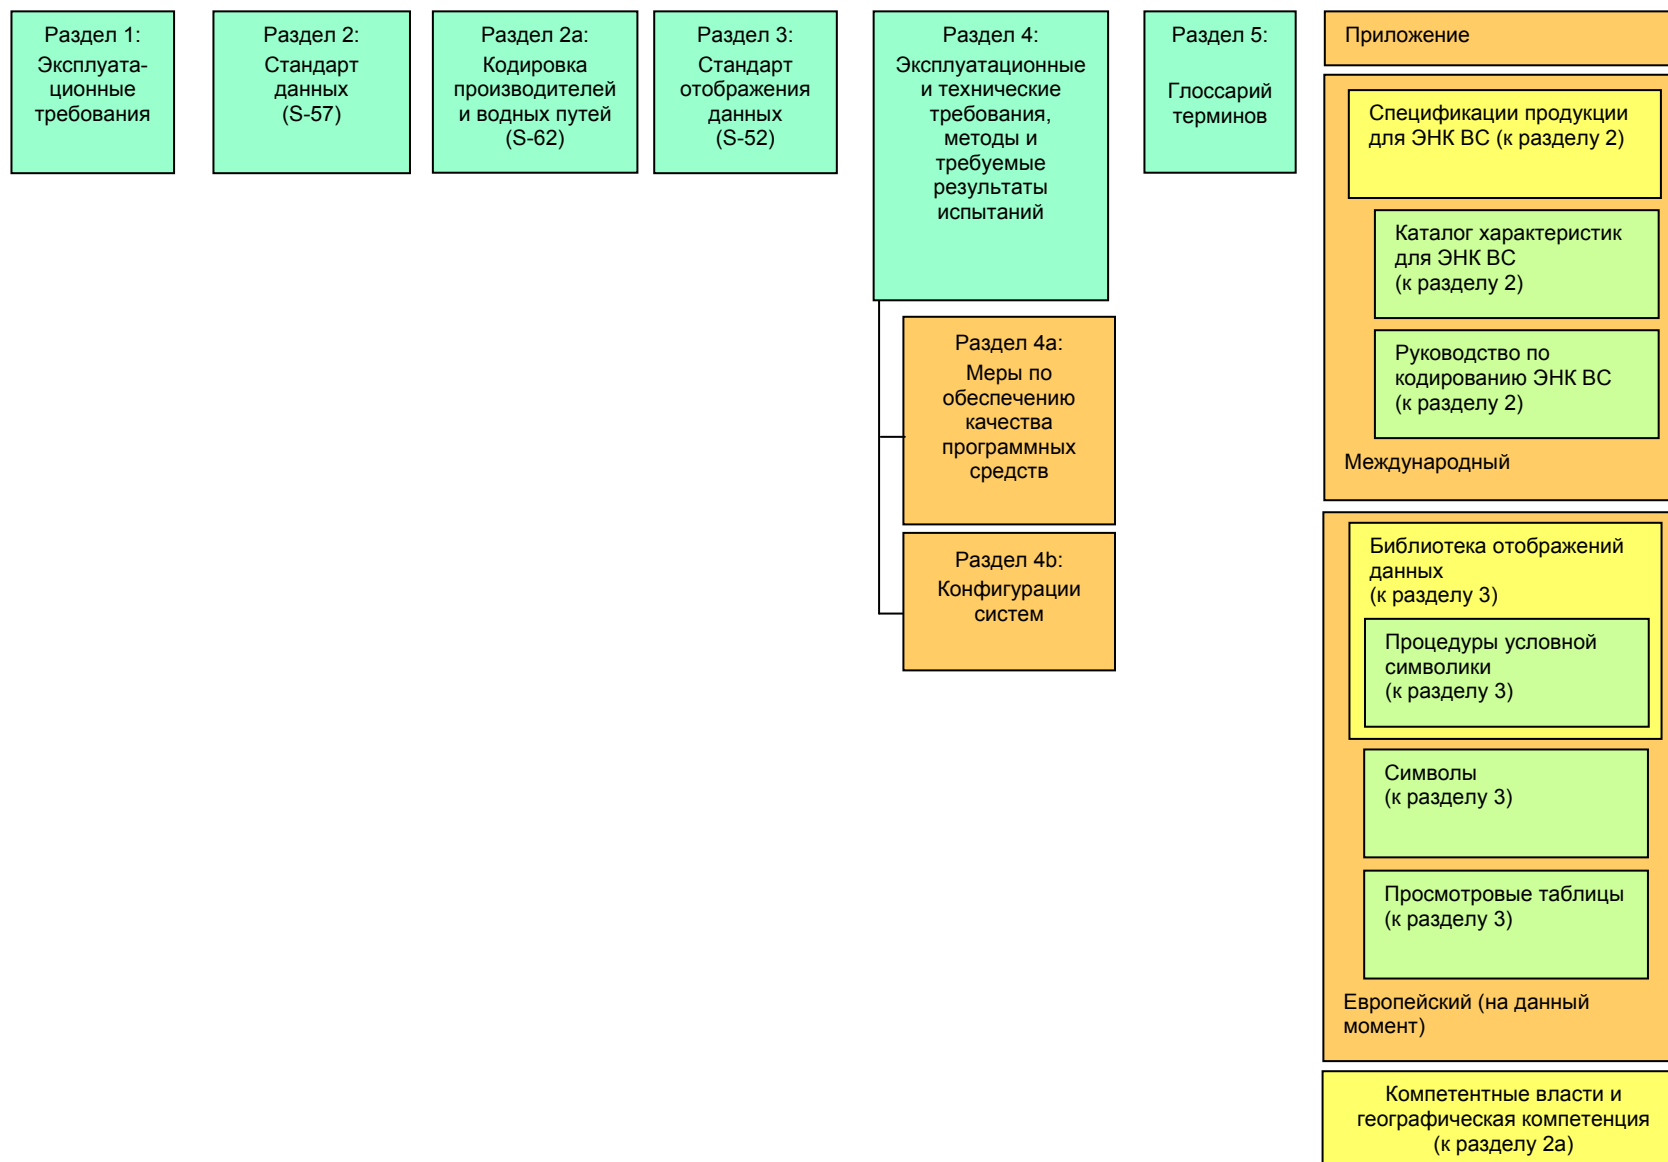 Раздел 1:
Эксплуата-
ционные
требования
Раздел 2:
Стандарт
данных
(S-57)
Раздел 2а:
Кодировка
производителей
и водных путей
(S-62)
Раздел 3:
Стандарт
отображения
данных
(S-52)
Раздел 4:
Эксплуатационные
и технические
требования,
методы и
требуемые
результаты
испытаний
Раздел 4а:
Меры по
обеспечению
качества
программных
средств
Раздел 4b:
Конфигурации
систем
Раздел 5:
Глоссарий
терминов
Приложение
Спецификации продукции
для ЭНК ВС (к разделу 2)
Каталог характеристик
для ЭНК ВС
(к разделу 2)
Руководство по
кодированию ЭНК ВС
(к разделу 2)
Международный
Библиотека отображений
данных
(к разделу 3)
Процедуры условной
символики
(к разделу 3)
Символы
(к разделу 3)
Просмотровые таблицы
(к разделу 3)
Европейский (на данный
момент)
Компетентные власти и
географическая компетенция
(к разделу 2а)